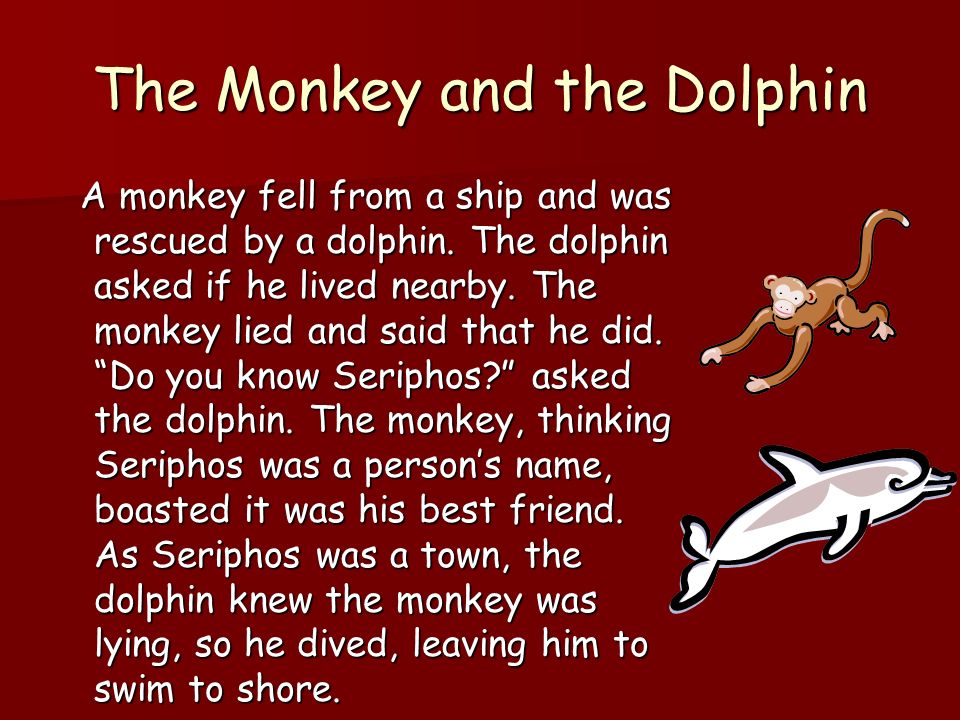 The Monkey and the Dolphin
A monkey fell from a ship and was
rescued by a dolphin. The dolphin
asked if he lived nearby. The
monkey lied and said that he did.
“Do you know Seriphos?” asked
the dolphin. The monkey, thinking
Seriphos was a person’s name,
boasted it was his best friend.
As Seriphos was a town, the
dolphin knew the monkey was
lying, so he dived, leaving him to
swim to shore.